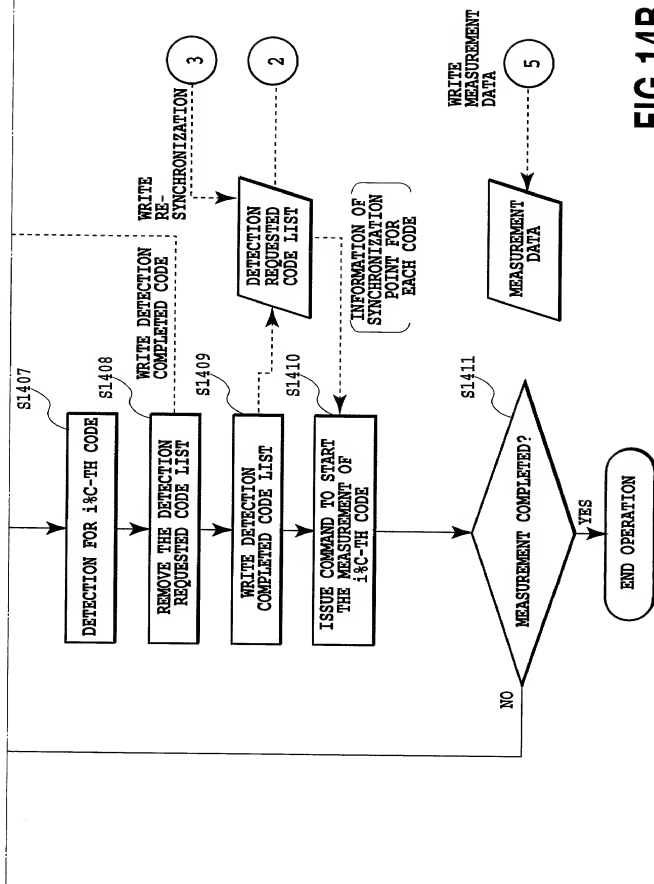 S1407
DETECTION FOR i%C-TH CODE
WRITE DETECTION
COMPLETED CODE
S1408
REMOVE THE DETECTION
REQUESTED CODE LIST
S1409
WRITE DETECTION
COMPLETED CODE LIST
S1410
ISSUE COMMAND TO START
THE MEASUREMENT OF
i%C-TH CODE
WRITE
RE-
SYNCHRONIZATION
3
2
DETECTION
REQUESTED
CODE LIST
INFORMATION OF
SYNCHRONIZATION
POINT FOR
EACH CODE
S1411
MEASUREMENT COMPLETED?
NO
YES
END OPERATION
WRITE
MEASUREMENT
DATA
5
MEASUREMENT
DATA
FIG.14B